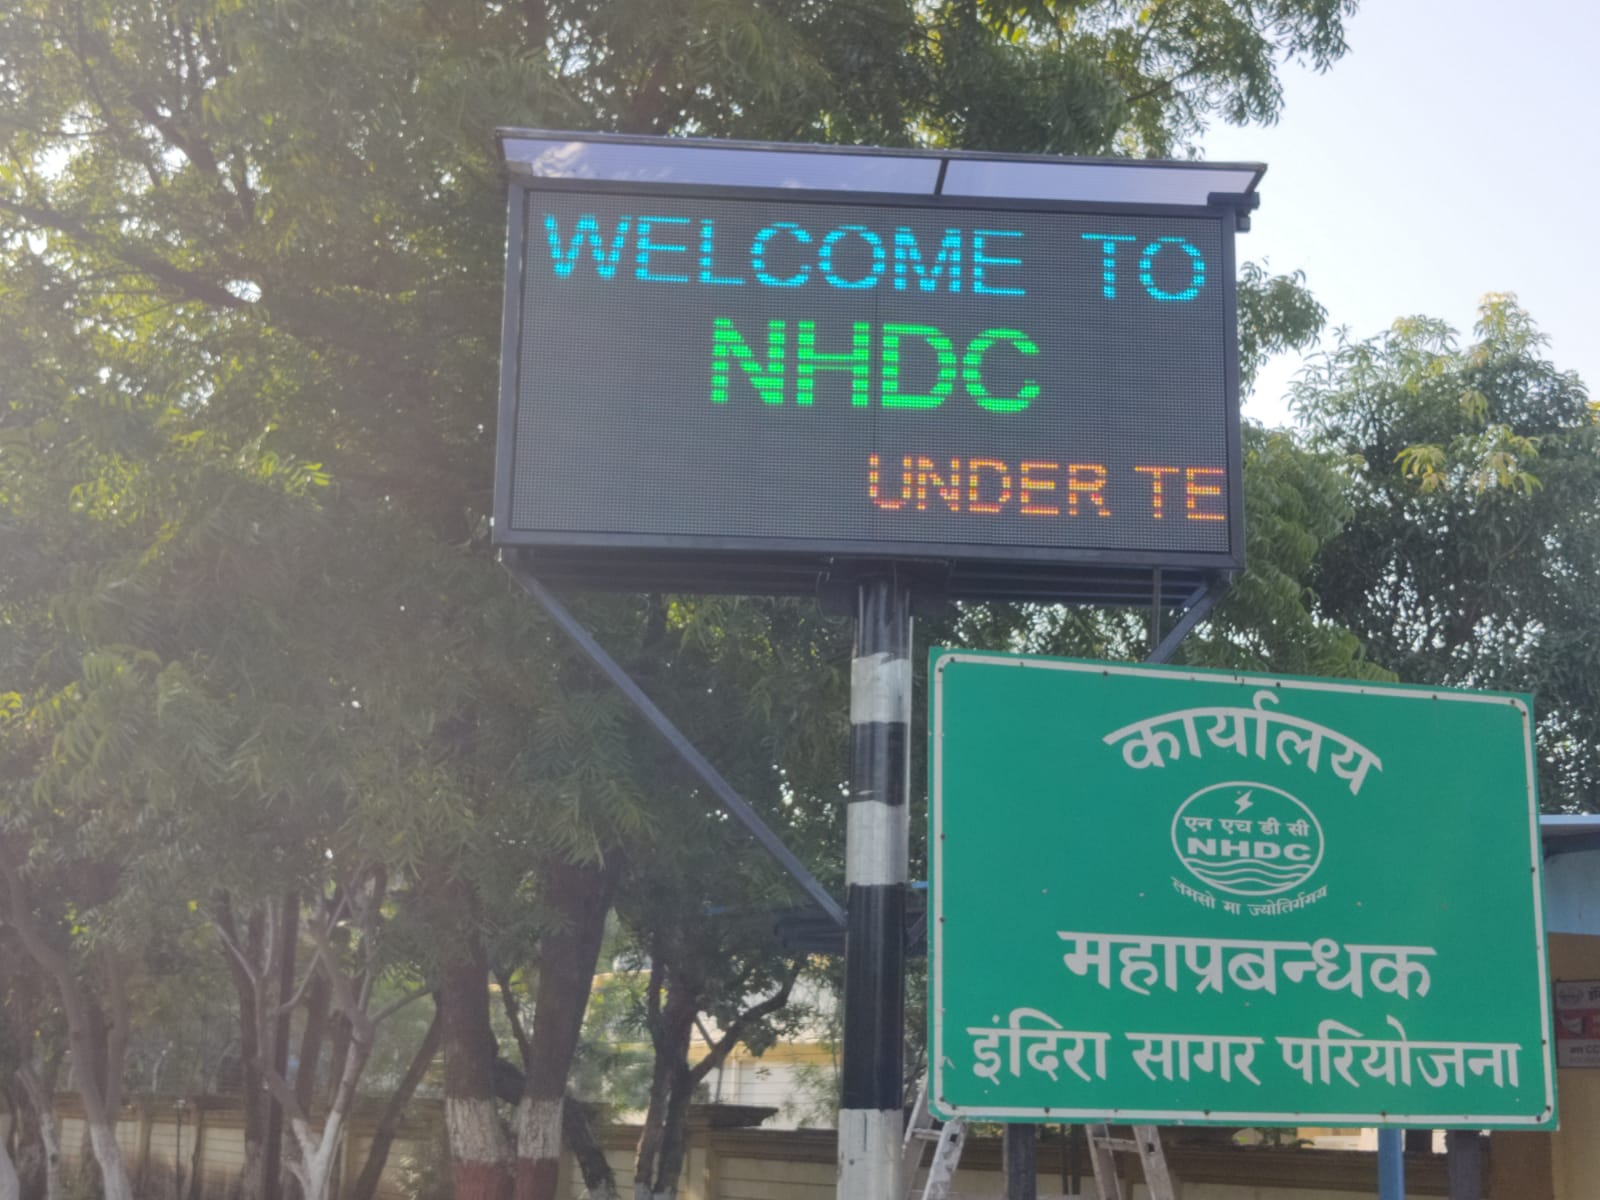 WELCOME TO
NHDC
UNDER TE
कार्यालय
एन एच डी सी
NHDC
तमसो मा ज्योतिर्गमय
महाप्रबन्धक
इंदिरा सागर परियोजना